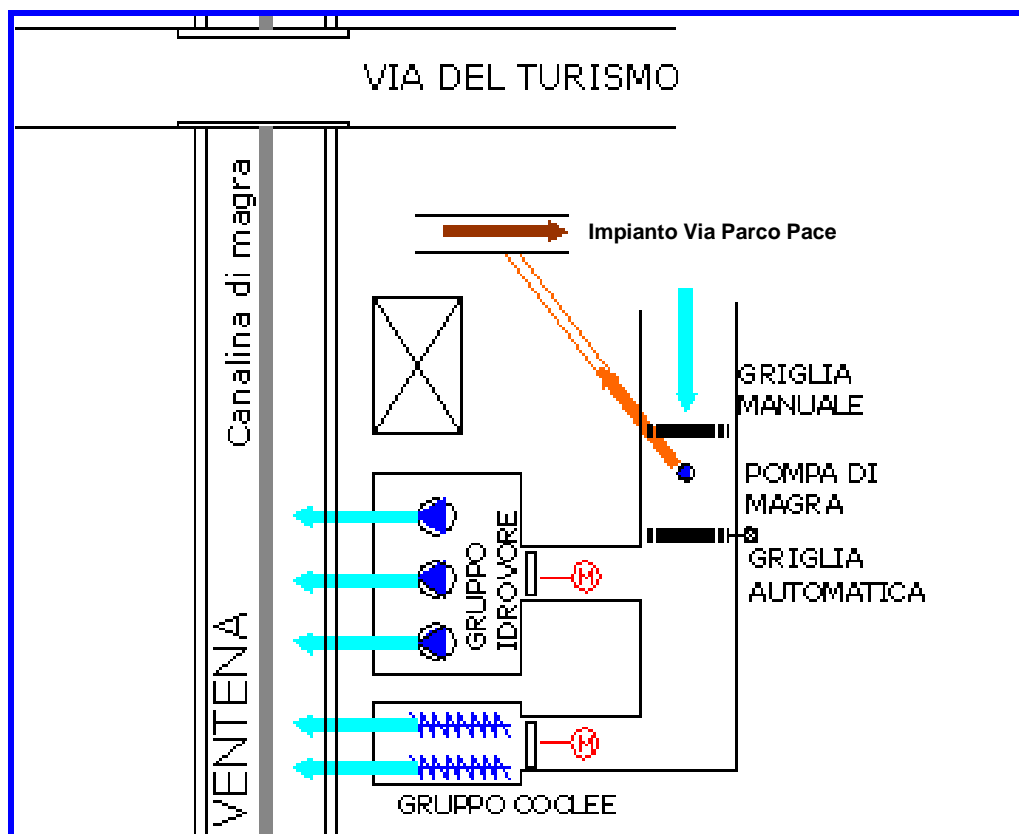 VIA DEL TURISMO
Canalina di magra
Impianto Via Parco Pace
GRIGLIA
MANUALE
POMPA DI
MAGRA
GRIGLIA
AUTOMATICA
GRUPPO
IDROVORE
M
M
VENTENA
GRUPPO COCLEE